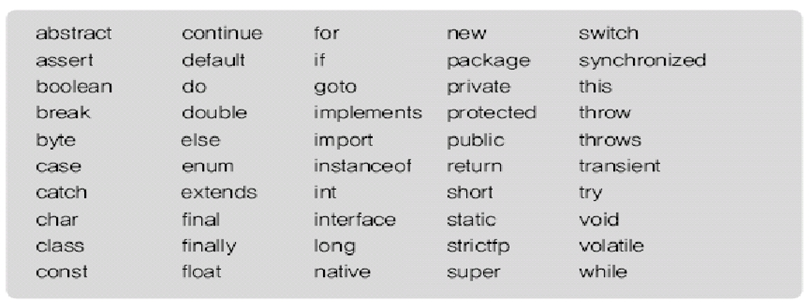 abstract continue for new switch
assert default if package synchronized
boolean do goto private this
break double implements protected throw
byte else import public throws
case enum instanceof return transient
catch extends int short try
char final interface static void
class finally long strictfp volatile
const float native super while